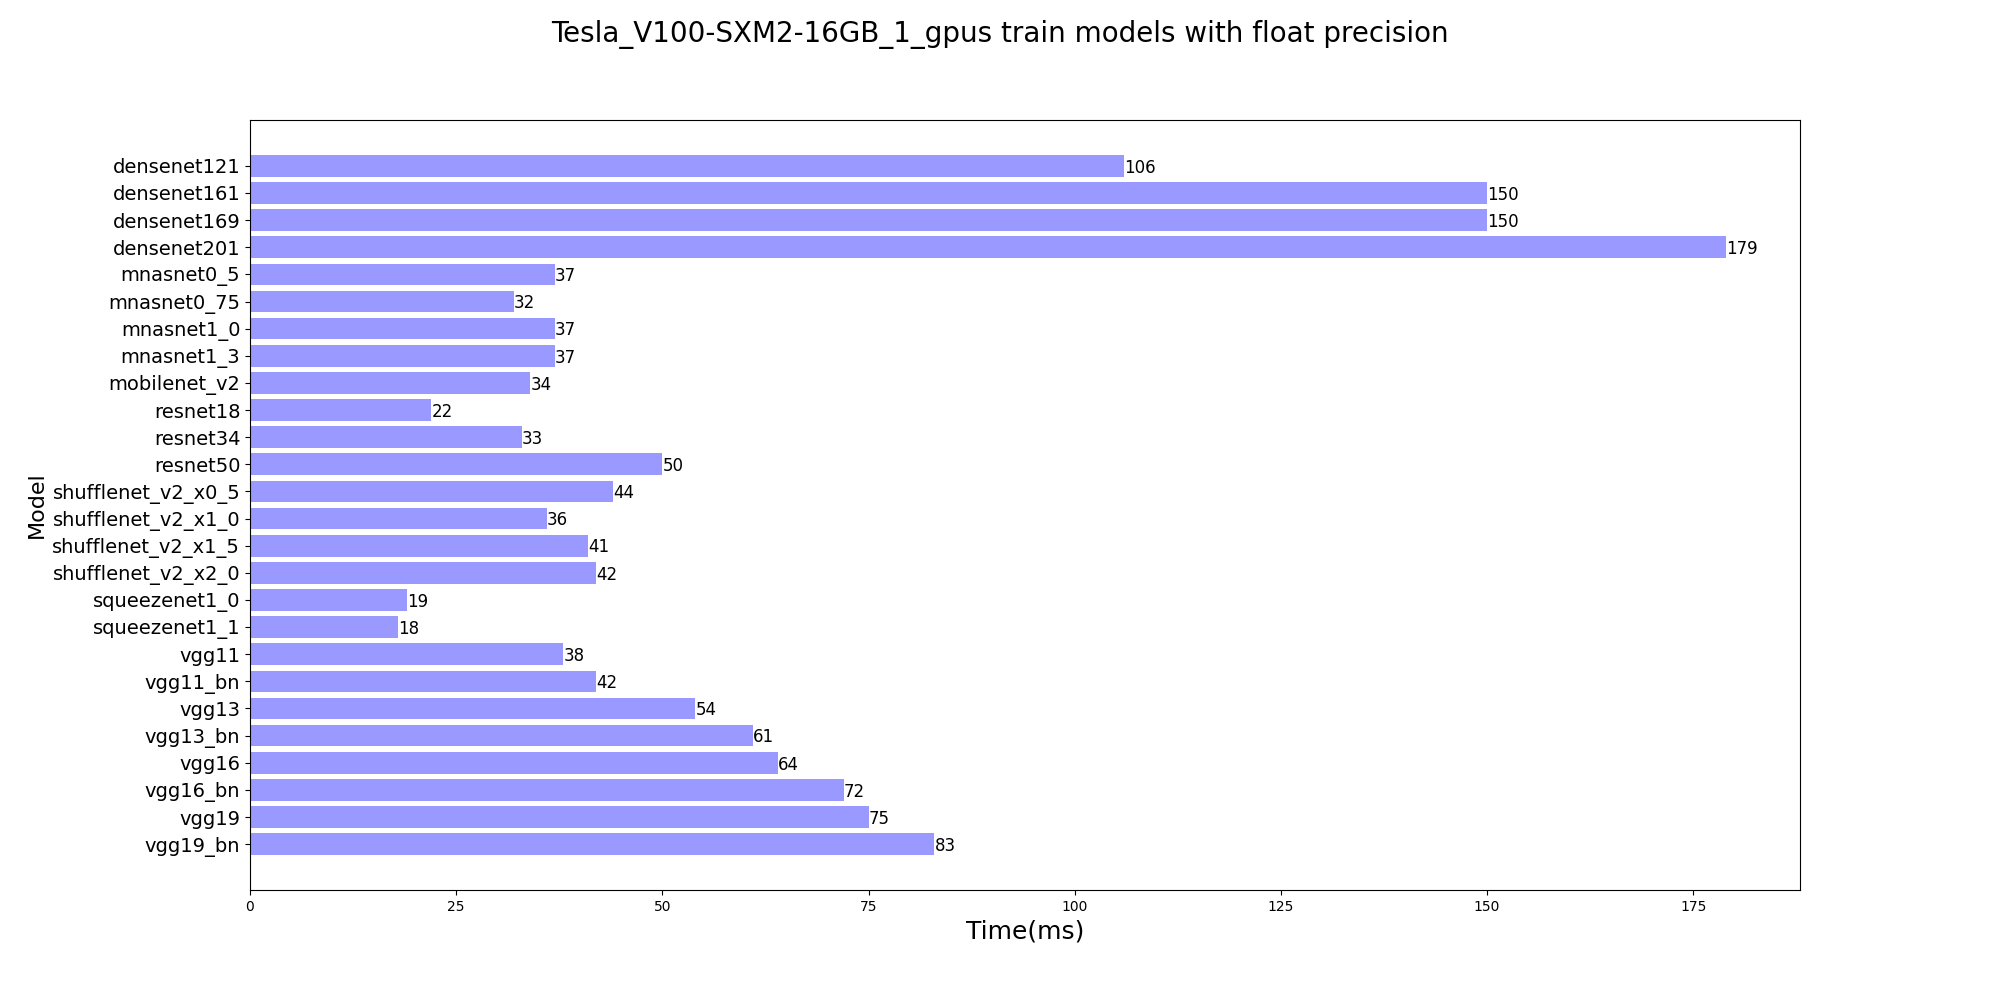 Tesla_V100-SXM2-16GB_1_gpus train models with float precision
densenet121 106
densenet161 150
densenet169 150
densenet201 179
mnasnet0_5 37
mnasnet0_75 32
mnasnet1_0 37
mnasnet1_3 37
mobilenet_v2 34
resnet18 22
resnet34 33
resnet50 50
shufflenet_v2_x0_5 44
shufflenet_v2_x1_0 36
shufflenet_v2_x1_5 41
shufflenet_v2_x2_0 42
squeezenet1_0 19
squeezenet1_1 18
vgg11 38
vgg11_bn 42
vgg13 54
vgg13_bn 61
vgg16 64
vgg16_bn 72
vgg19 75
vgg19_bn 83
Model
0 25 50 75 100 125 150 175
Time(ms)